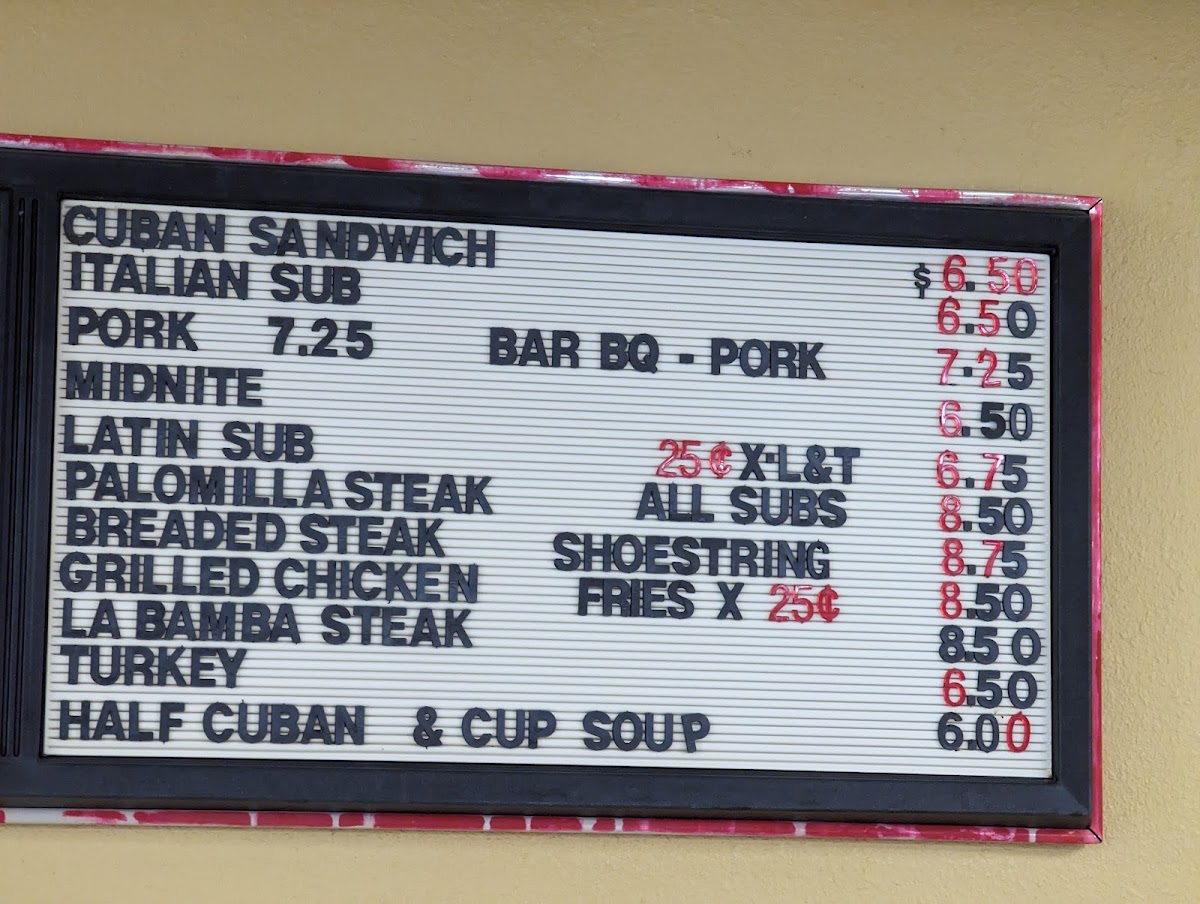 CUBAN SANDWICH $6.50
ITALIAN SUB 6.50
PORK 7.25 BAR BQ - PORK 7.25
MIDNITE 6.50
LATIN SUB 25¢ X·L&T 6.75
PALOMILLA STEAK ALL SUBS 8.50
BREADED STEAK SHOESTRING 8.75
GRILLED CHICKEN FRIES X 25¢ 8.50
LA BAMBA STEAK 8.50
TURKEY 6.50
HALF CUBAN & CUP SOUP 6.00